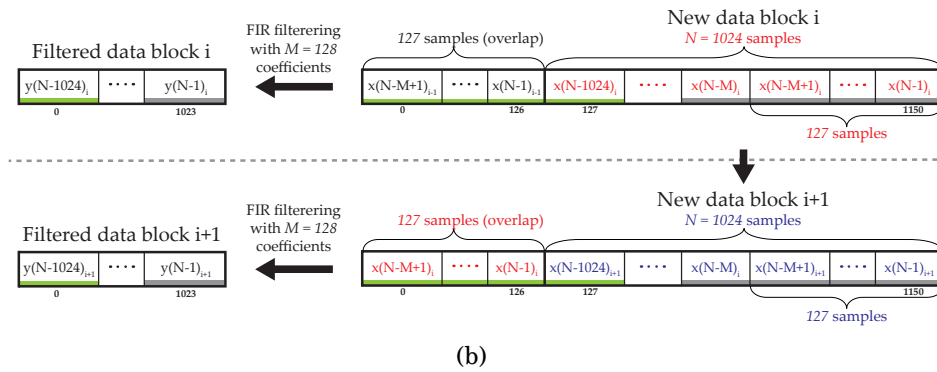 New data block i
N = 1024 samples
127 samples (overlap)
FIR filterering
with M = 128
coefficients
Filtered data block i
y(N-1024)i ···· y(N-1)i
0 1023
x(N-M+1)i-1 ···· x(N-1)i-1 x(N-1024)i ···· x(N-M)i x(N-M+1)i ···· x(N-1)i
0 126 127 1150
127 samples
New data block i+1
N = 1024 samples
127 samples (overlap)
FIR filterering
with M = 128
coefficients
Filtered data block i+1
y(N-1024)i+1 ···· y(N-1)i+1
0 1023
x(N-M+1)i ···· x(N-1)i x(N-1024)i+1 ···· x(N-M)i x(N-M+1)i+1 ···· x(N-1)i+1
0 126 127 1150
127 samples
(b)